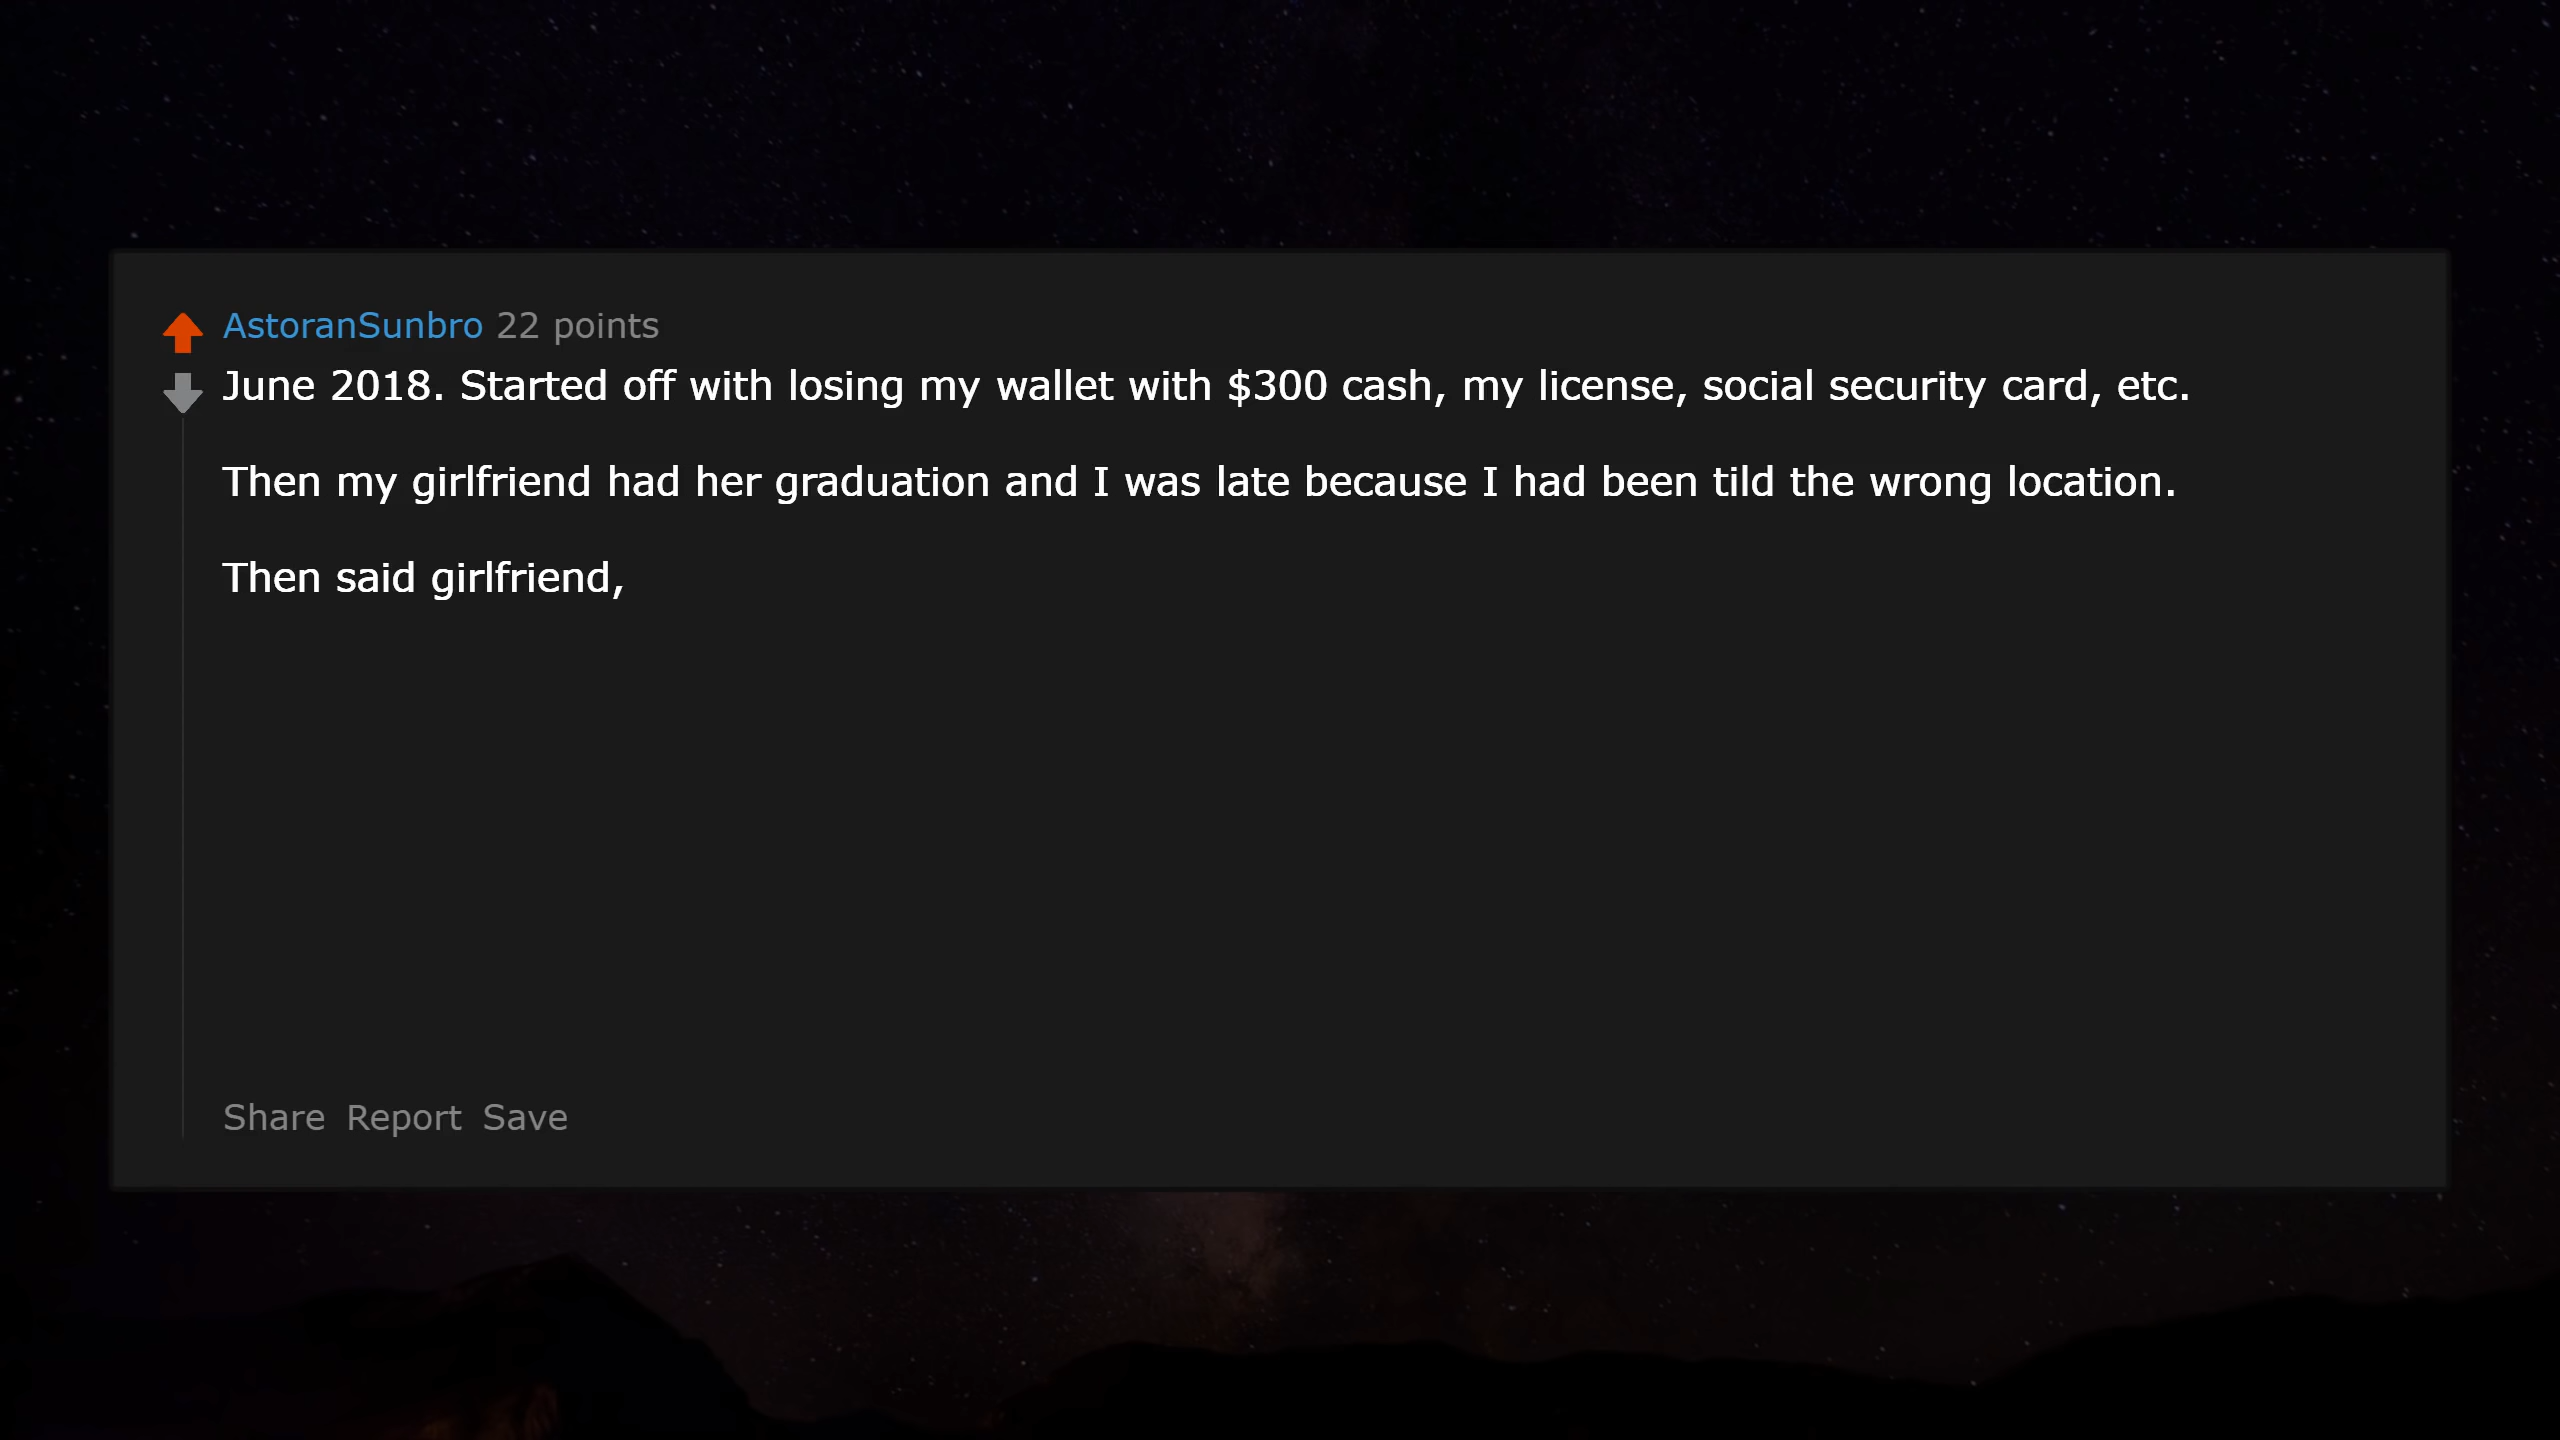 AstoranSunbro 22 points
June 2018. Started off with losing my wallet with $300 cash, my license, social security card, etc.
Then my girlfriend had her graduation and I was late because I had been tild the wrong location.
Then said girlfriend,
Share Report Save